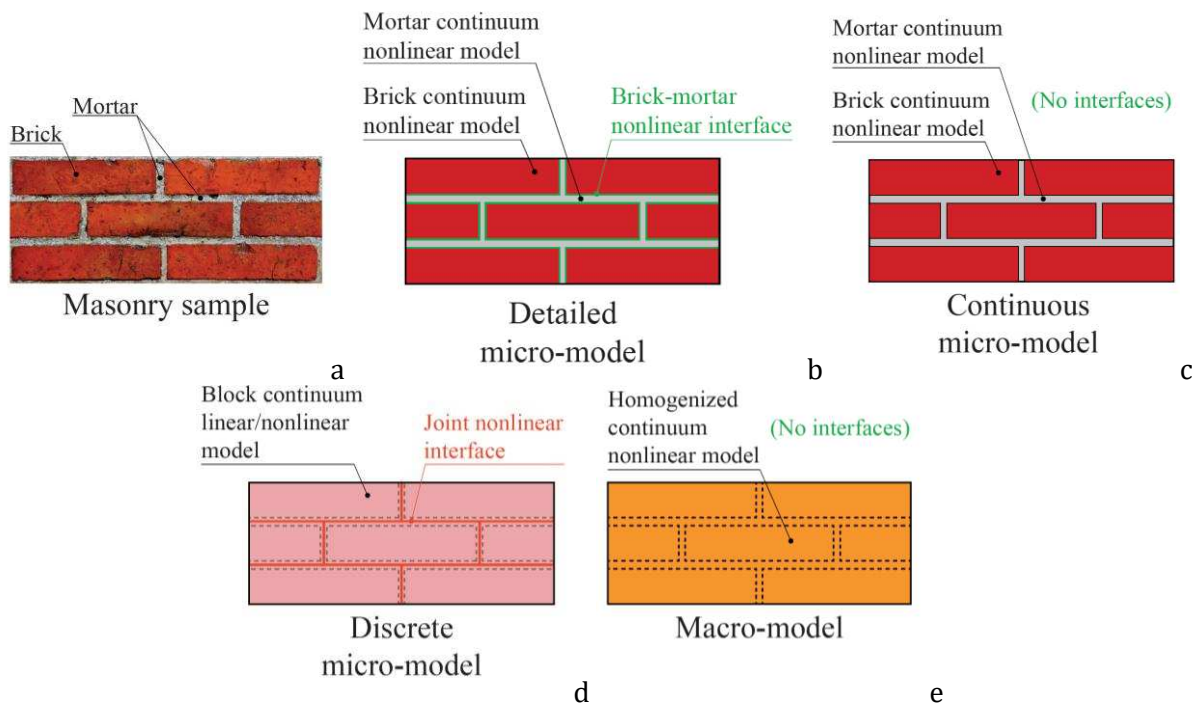 Mortar
Brick
Masonry sample
a
Mortar continuum
nonlinear model
Brick continuum
nonlinear model
Brick-mortar
nonlinear interface
Detailed
micro-model
b
Mortar continuum
nonlinear model
Brick continuum
nonlinear model
(No interfaces)
Continuous
micro-model
c
Block continuum
linear/nonlinear
model
Joint nonlinear
interface
Discrete
micro-model
d
Homogenized
continuum
nonlinear model
(No interfaces)
Macro-model
e